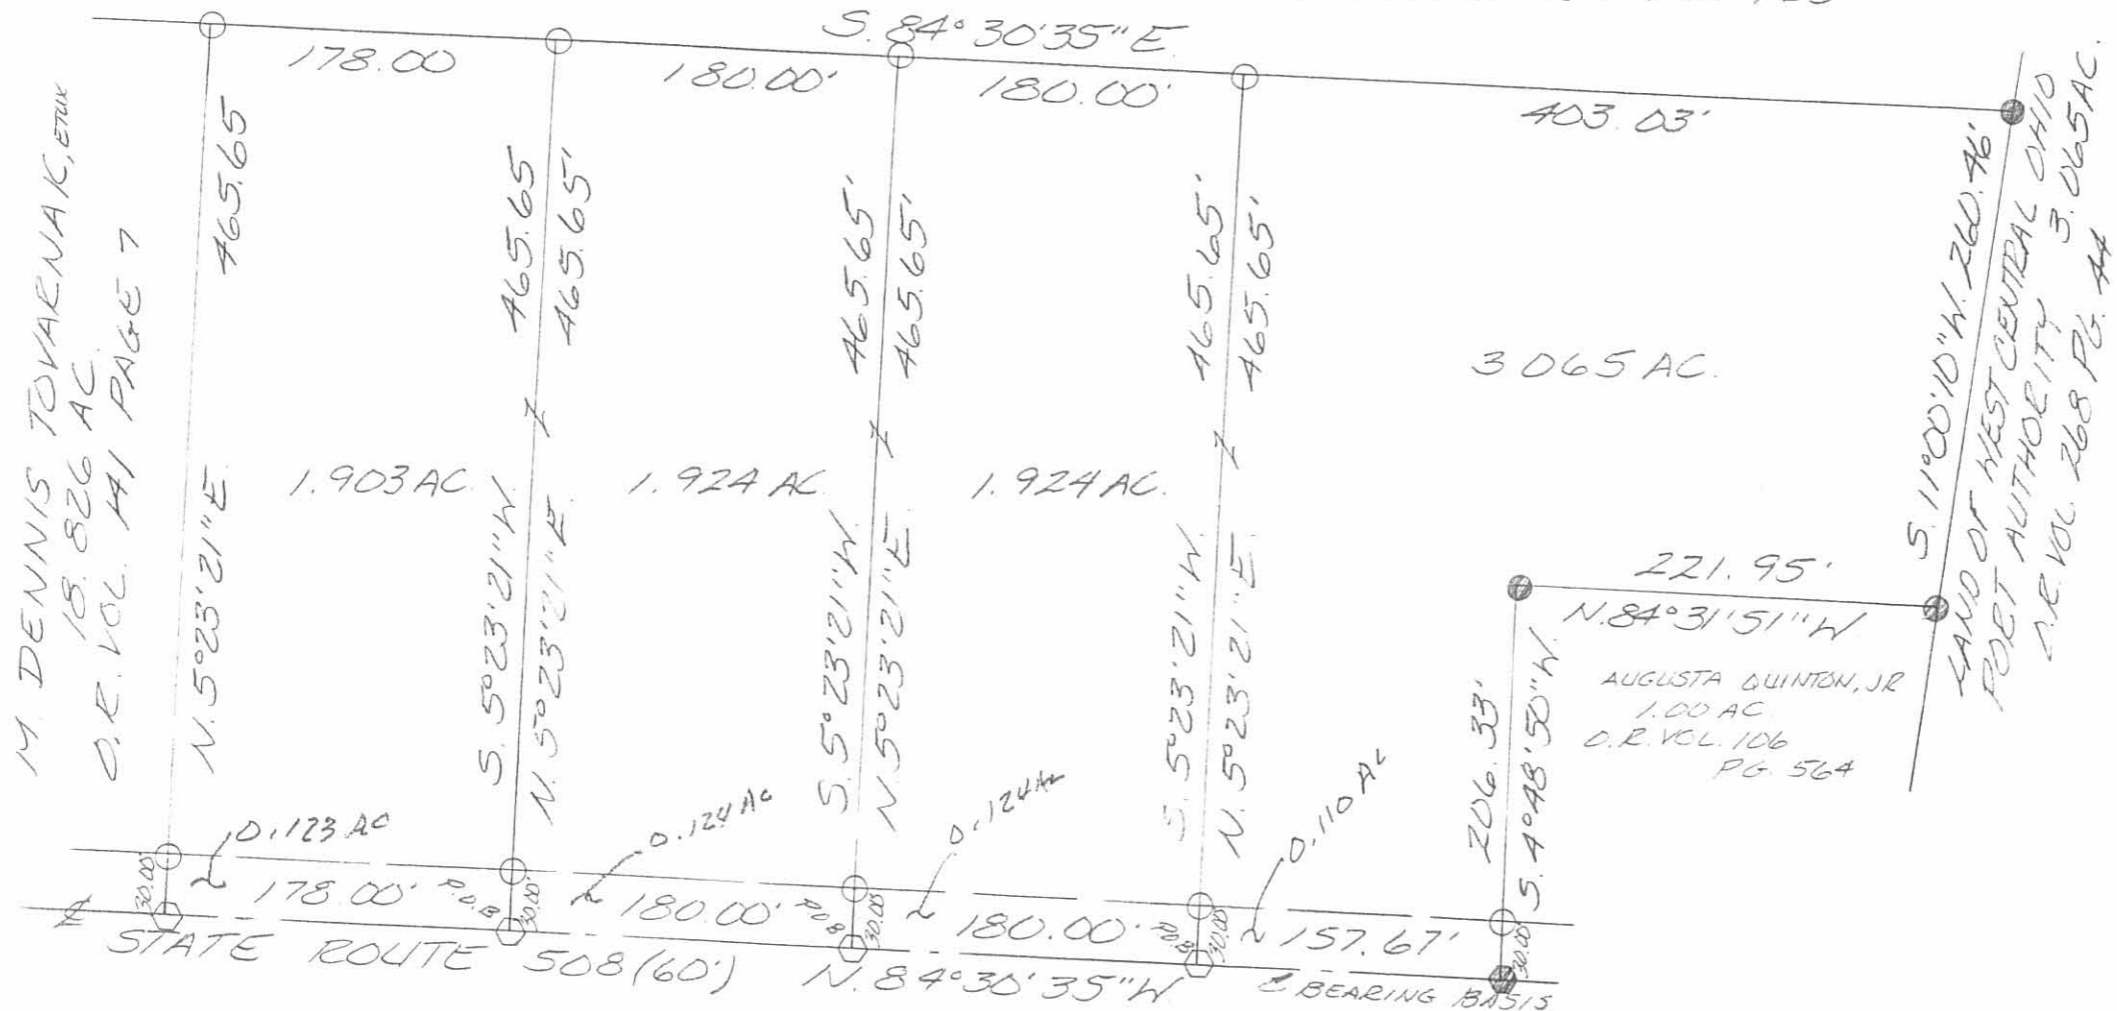 S. 84°30'35" E
178.00
180.00'
180.00'
403.03'
M. DENNIS TOVARNAK, ETUX
18.826 AC.
O.R. VOL. 141 PAGE 7
465.65
N. 5°23'21" E.
465.65
465.65'
S. 5°23'21" W.
N. 5°23'21" E.
465.65'
465.65'
S. 5°23'21" W.
N. 5°23'21" E.
465.65'
465.65'
S. 5°23'21" W.
N. 5°23'21" E.
1.903 AC.
1.924 AC.
1.924 AC.
3.065 AC.
S. 11°00'10" W. 260.46'
LAND OF WEST CENTRAL OHIO
PORT AUTHORITY 3.065 AC.
O.R. VOL. 268 PG. 44
221.95'
N. 84°31'51" W
206.33'
S. 4°48'50" W.
AUGUSTA QUINTON, JR
1.00 AC
O.R. VOL. 106
PG. 564
0.123 AC
0.124 AC
0.124 AC
0.110 AC
30.00'
178.00'
P.O.B
30.00'
180.00'
P.O.B
30.00'
180.00'
P.O.B
30.00'
157.67'
30.00'
STATE ROUTE 508 (60') N. 84°30'35" W
BEARING BASIS